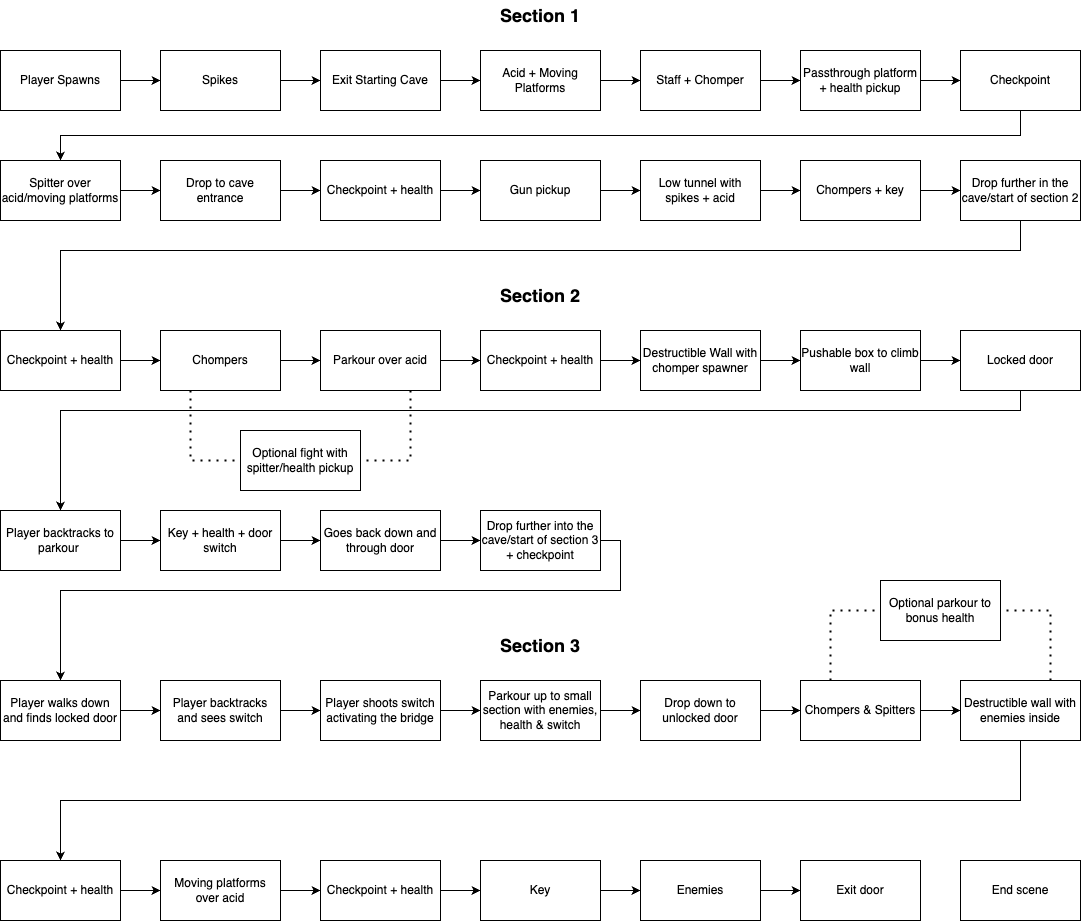 Section 1
Player Spawns
Spikes
Exit Starting Cave
Acid + Moving
Platforms
Staff + Chomper
Passthrough platform
+ health pickup
Checkpoint
Spitter over
acid/moving platforms
Drop to cave
entrance
Checkpoint + health
Gun pickup
Low tunnel with
spikes + acid
Chompers + key
Drop further in the
cave/start of section 2
Section 2
Checkpoint + health
Chompers
Parkour over acid
Checkpoint + health
Destructible Wall with
chomper spawner
Pushable box to climb
wall
Locked door
Optional fight with
spitter/health pickup
Player backtracks to
parkour
Key + health + door
switch
Goes back down and
through door
Drop further into the
cave/start of section 3
+ checkpoint
Optional parkour to
bonus health
Section 3
Player walks down
and finds locked door
Player backtracks
and sees switch
Player shoots switch
activating the bridge
Parkour up to small
section with enemies,
health & switch
Drop down to
unlocked door
Chompers & Spitters
Destructible wall with
enemies inside
Checkpoint + health
Moving platforms
over acid
Checkpoint + health
Key
Enemies
Exit door
End scene